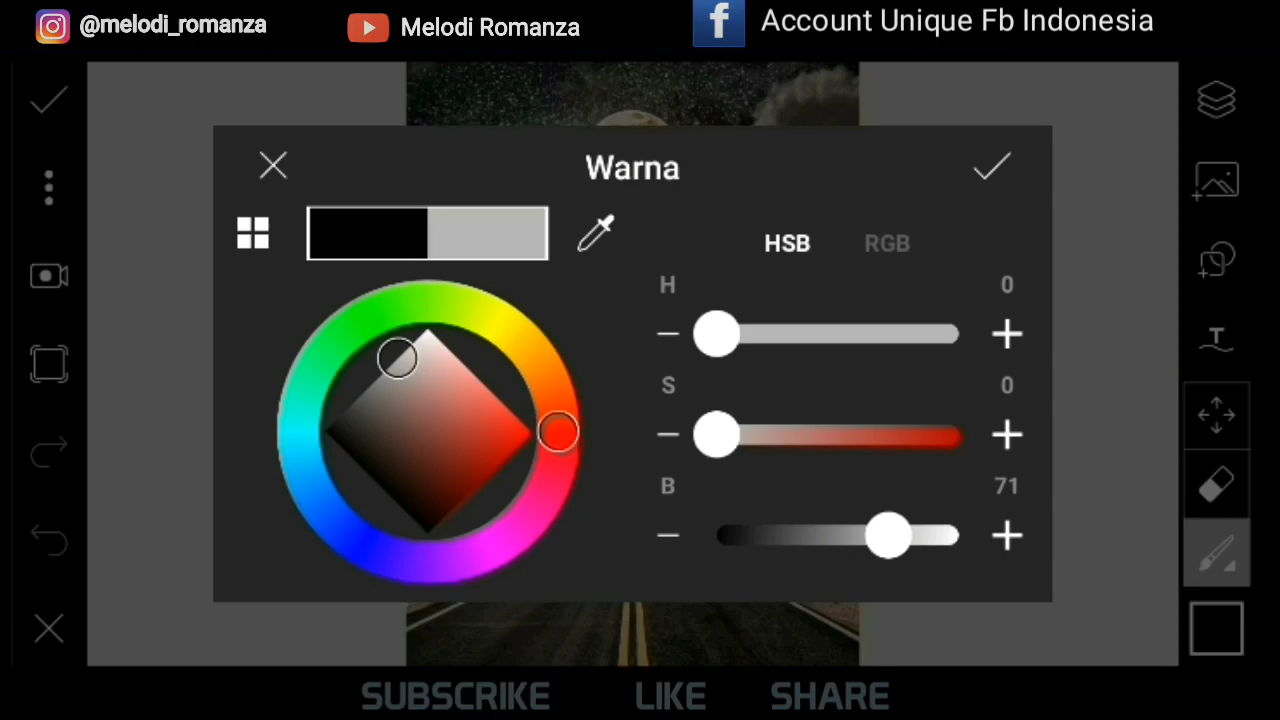 @melodi_romanza
Melodi Romanza
Account Unique Fb Indonesia
Warna
HSB
RGB
H
0
S
0
B
71
SUBSCRIKE
LIKE
SHARE